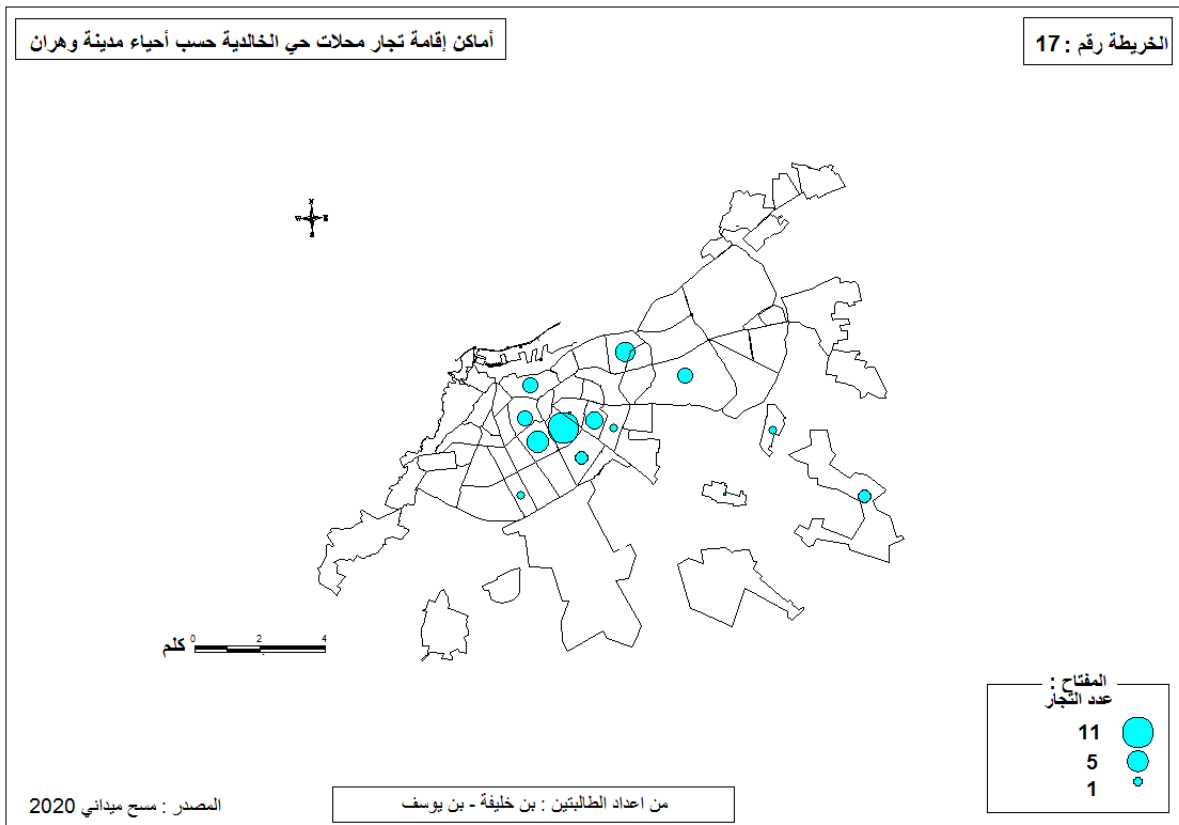 الخريطة رقم : 17
أماكن إقامة تجار محلات حي الخالدية حسب أحياء مدينة وهران
N
W E
S
كلم 0 2 4
المفتاح :
عدد التجار
11
5
1
من اعداد الطالبتين : بن خليفة - بن يوسف
المصدر : مسح ميداني 2020